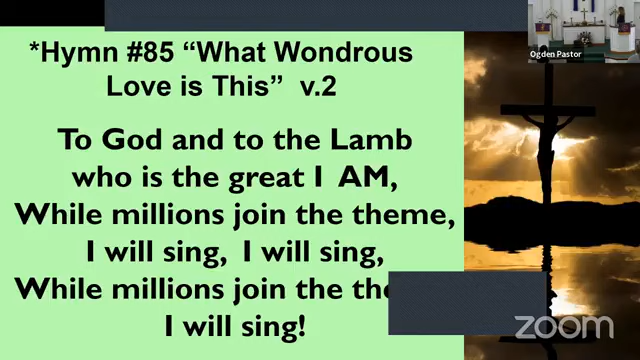 *Hymn #85 “What Wondrous
Love is This” v.2
To God and to the Lamb
who is the great I AM,
While millions join the theme,
I will sing, I will sing,
While millions join the
I will sing!
Ogden Pastor
zoom